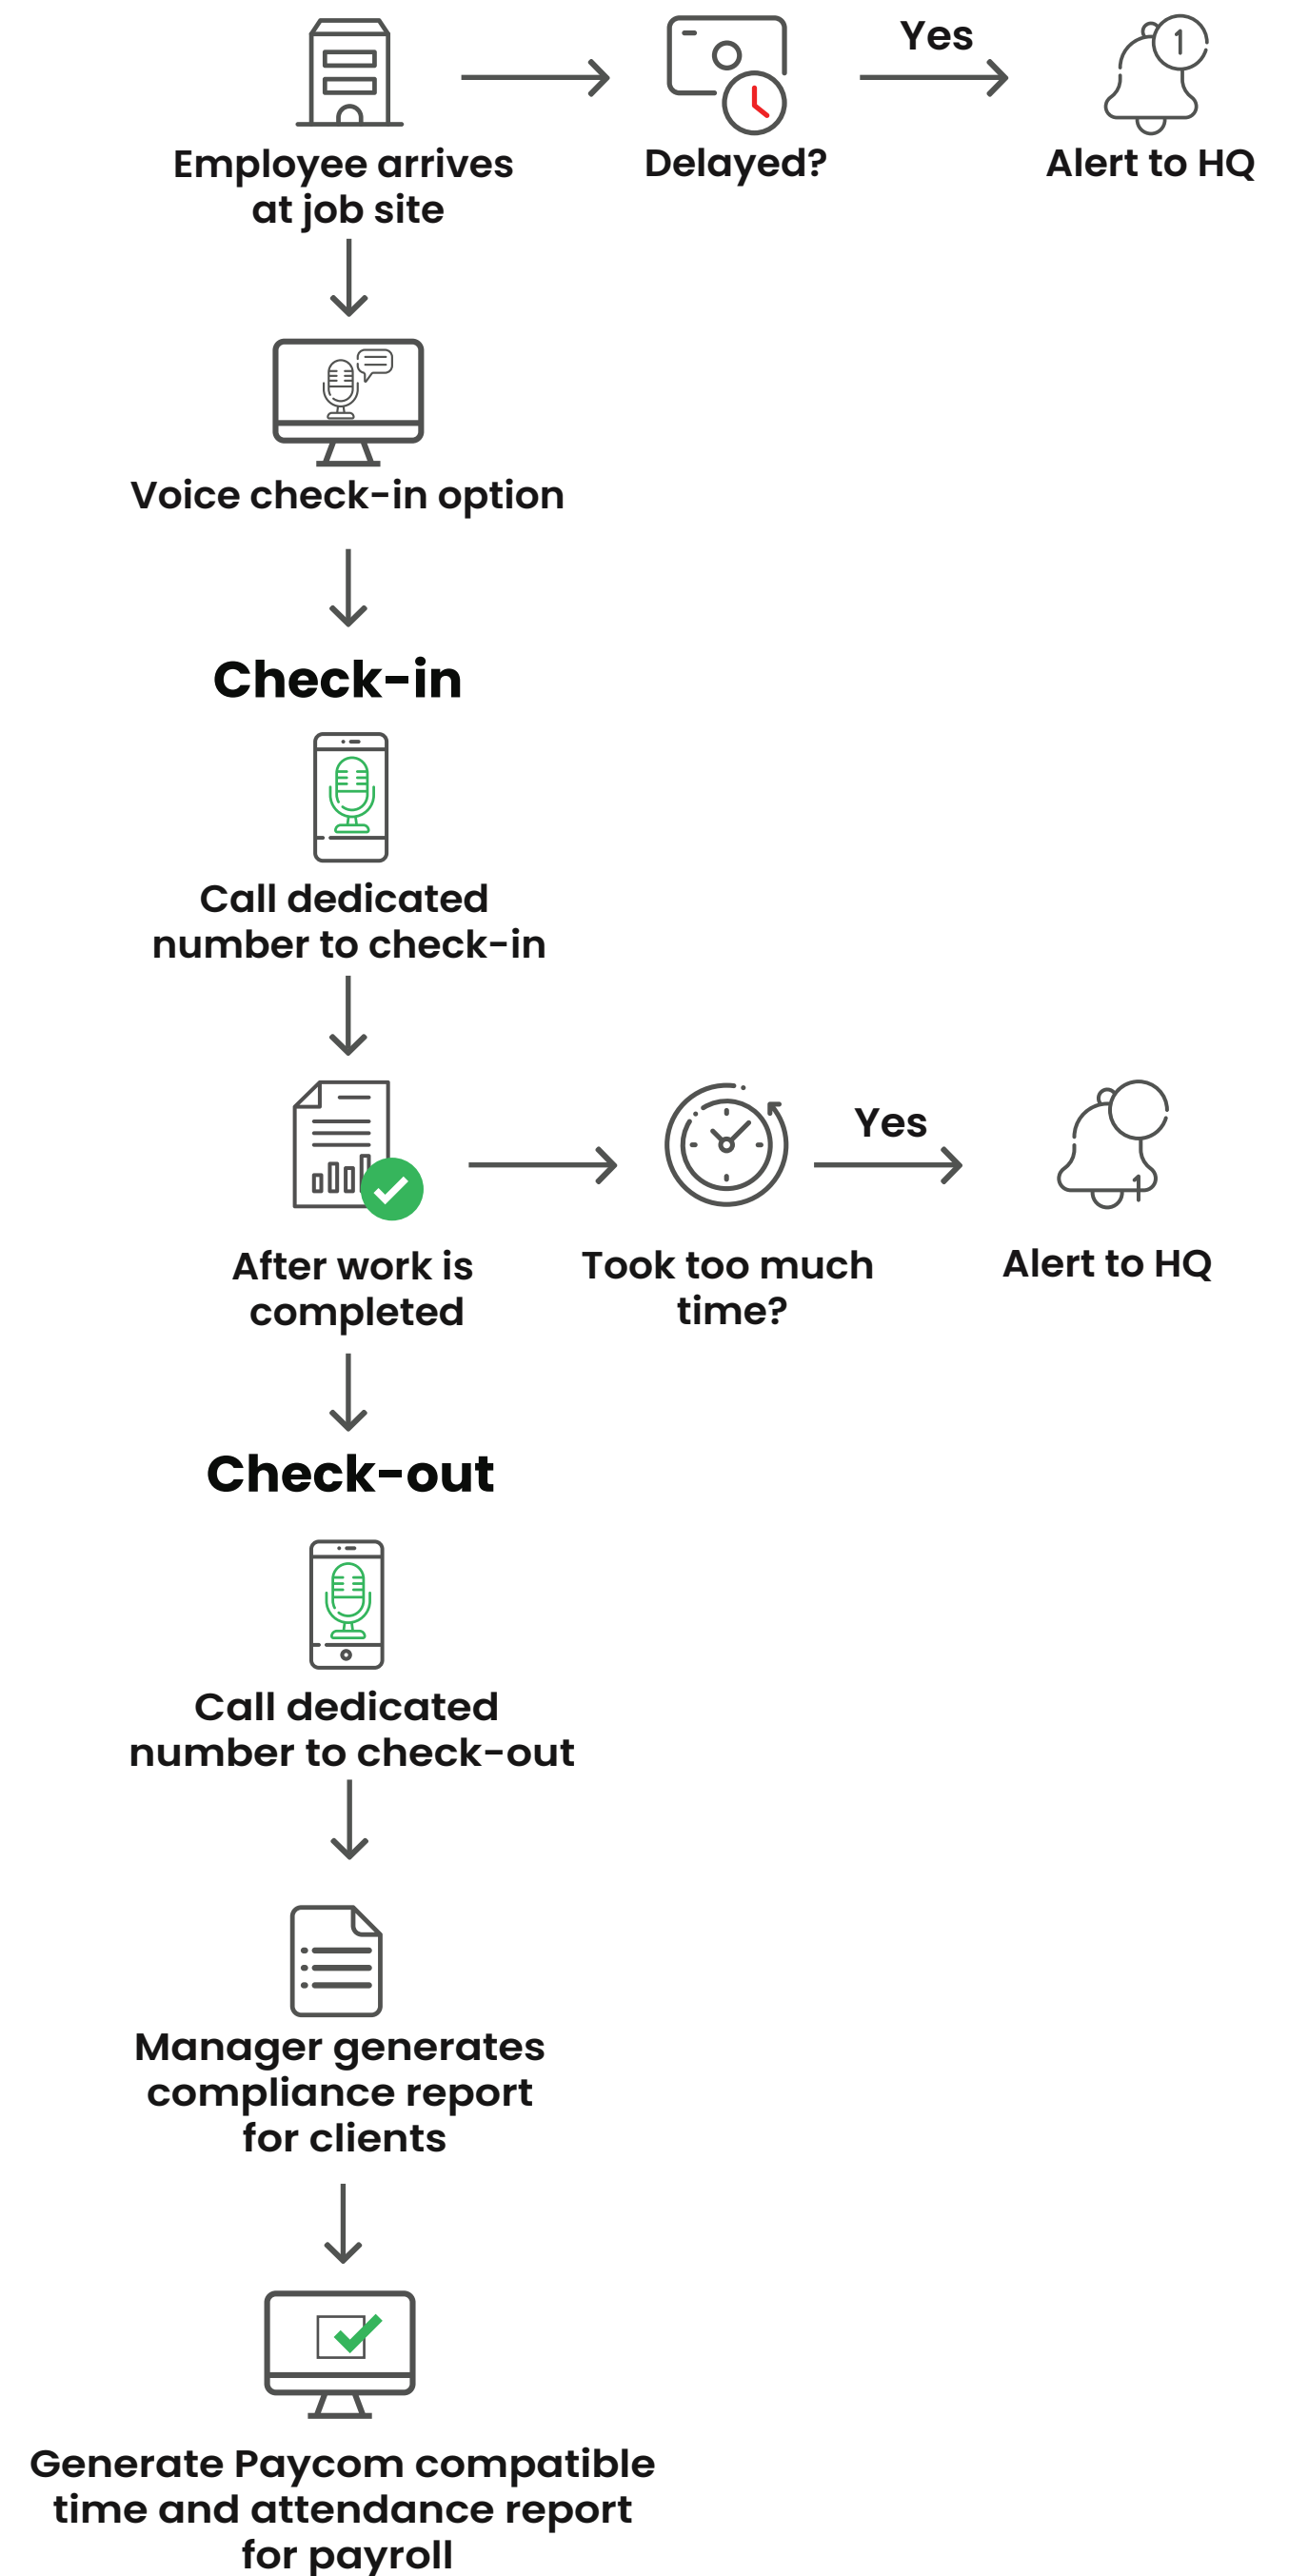 Yes
1
Employee arrives
at job site
Delayed?
Alert to HQ
Voice check-in option
Check-in
Call dedicated
number to check-in
Yes
1
After work is
completed
Took too much
time?
Alert to HQ
Check-out
Call dedicated
number to check-out
Manager generates
compliance report
for clients
Generate Paycom compatible
time and attendance report
for payroll